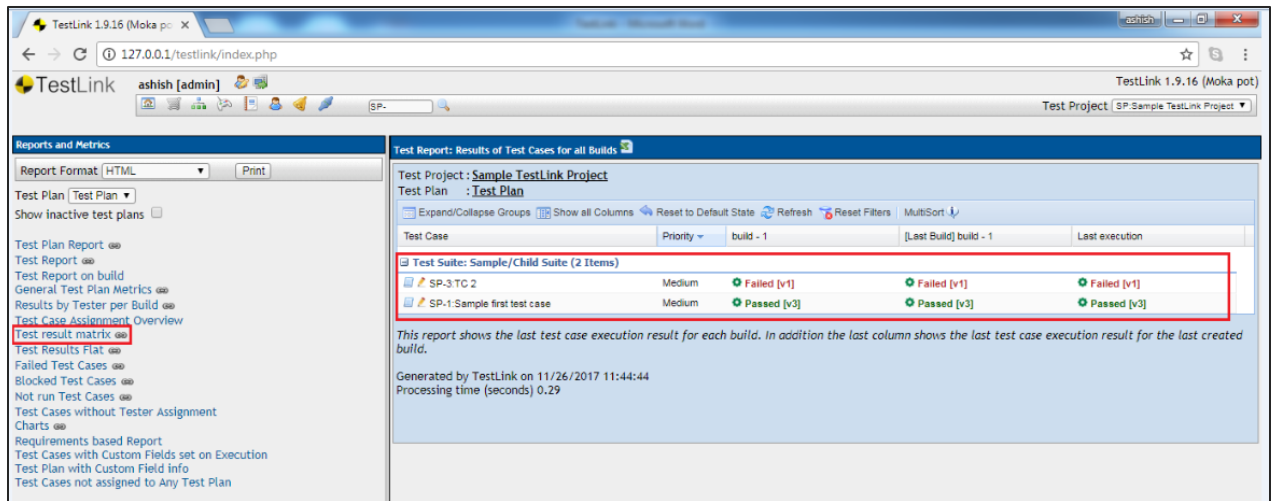 TestLink 1.9.16 (Moka po
ashish
127.0.0.1/testlink/index.php
TestLink ashish [admin] TestLink 1.9.16 (Moka pot)
SP- Test Project SP:Sample TestLink Project
Reports and Metrics
Report Format HTML Print
Test Plan Test Plan
Show inactive test plans
Test Plan Report
Test Report
Test Report on build
General Test Plan Metrics
Results by Tester per Build
Test Case Assignment Overview
Test result matrix
Test Results Flat
Failed Test Cases
Blocked Test Cases
Not run Test Cases
Test Cases without Tester Assignment
Charts
Requirements based Report
Test Cases with Custom Fields set on Execution
Test Plan with Custom Field info
Test Cases not assigned to Any Test Plan
Test Report: Results of Test Cases for all Builds
Test Project : Sample TestLink Project
Test Plan : Test Plan
Expand/Collapse Groups Show all Columns Reset to Default State Refresh Reset Filters MultiSort
Test Case Priority build - 1 [Last Build] build - 1 Last execution
Test Suite: Sample/Child Suite (2 Items)
SP-3:TC 2 Medium Failed [v1] Failed [v1] Failed [v1]
SP-1:Sample first test case Medium Passed [v3] Passed [v3] Passed [v3]
This report shows the last test case execution result for each build. In addition the last column shows the last test case execution result for the last created
build.
Generated by TestLink on 11/26/2017 11:44:44
Processing time (seconds) 0.29